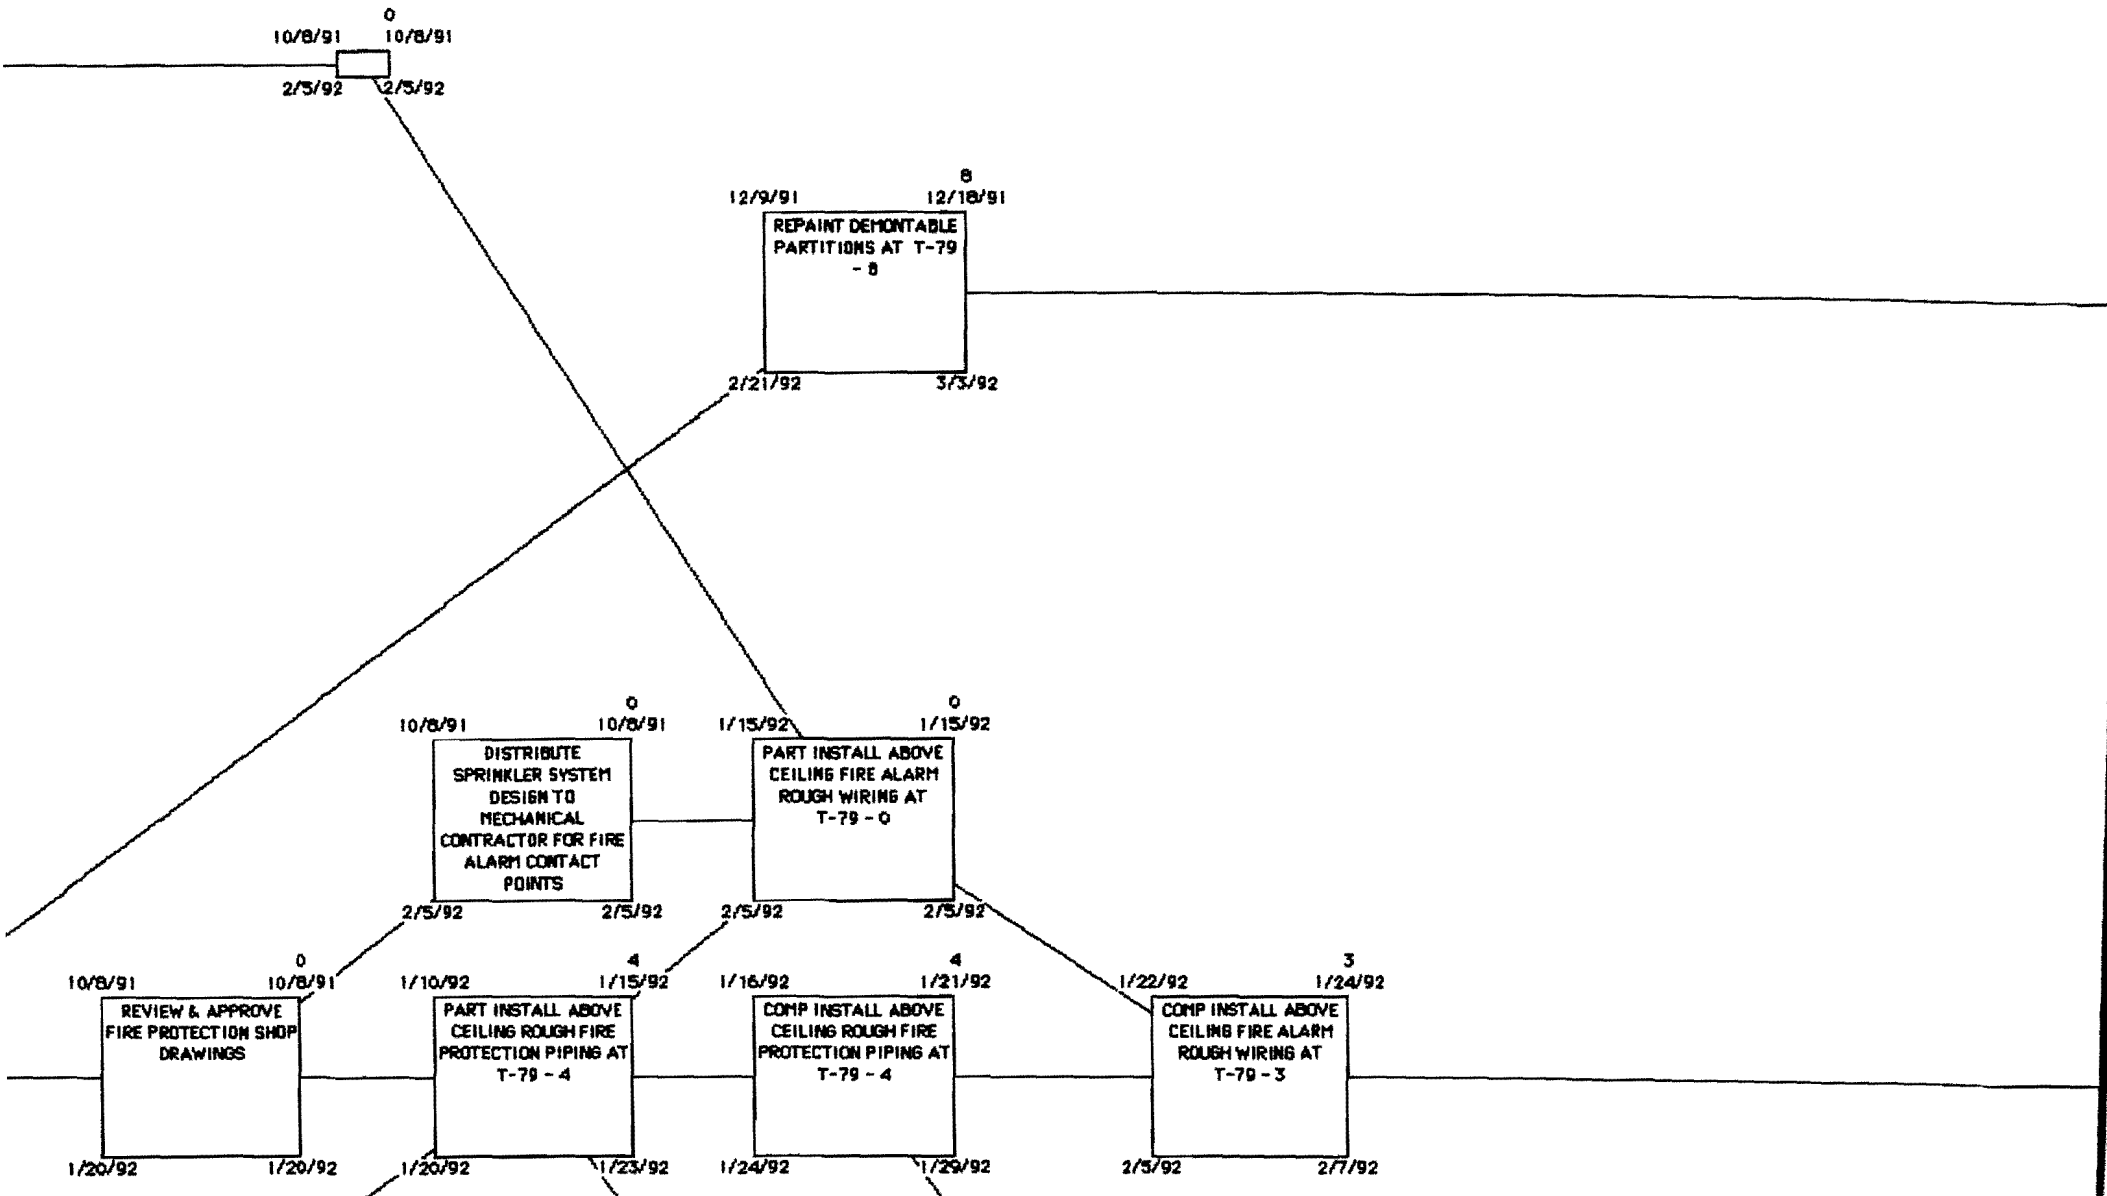 0
10/8/91 10/8/91
2/5/92 2/5/92
8
12/9/91 12/18/91
REPAINT DEMONTABLE
PARTITIONS AT T-79
- 8
2/21/92 3/3/92
0
10/8/91 10/8/91
DISTRIBUTE
SPRINKLER SYSTEM
DESIGN TO
MECHANICAL
CONTRACTOR FOR FIRE
ALARM CONTACT
POINTS
2/5/92 2/5/92
0
1/15/92 1/15/92
PART INSTALL ABOVE
CEILING FIRE ALARM
ROUGH WIRING AT
T-79 - 0
2/5/92 2/5/92
0
10/8/91 10/8/91
REVIEW & APPROVE
FIRE PROTECTION SHOP
DRAWINGS
1/20/92 1/20/92
4
1/10/92 1/15/92
PART INSTALL ABOVE
CEILING ROUGH FIRE
PROTECTION PIPING AT
T-79 - 4
1/20/92 1/23/92
4
1/16/92 1/21/92
COMP INSTALL ABOVE
CEILING ROUGH FIRE
PROTECTION PIPING AT
T-79 - 4
1/24/92 1/29/92
3
1/22/92 1/24/92
COMP INSTALL ABOVE
CEILING FIRE ALARM
ROUGH WIRING AT
T-79 - 3
2/5/92 2/7/92